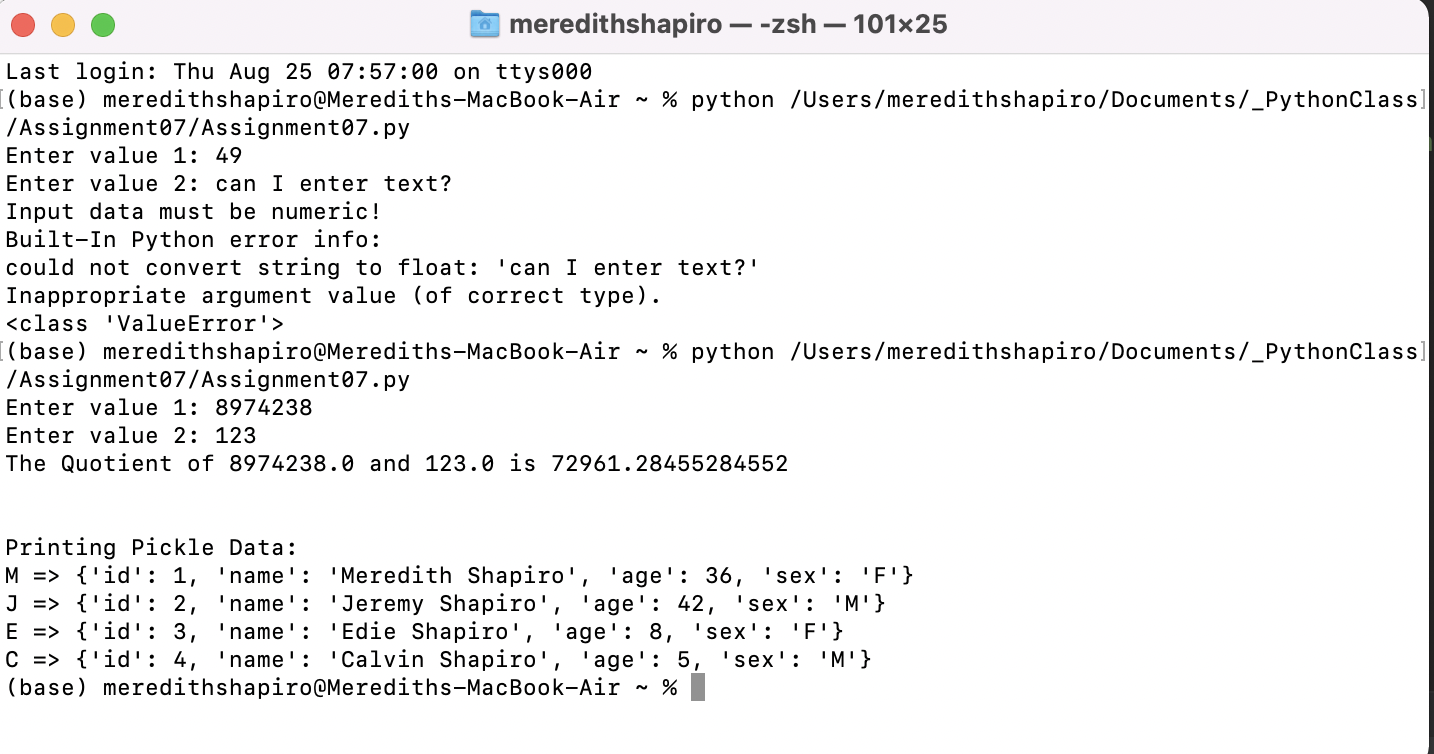 meredithshapiro — -zsh — 101×25
Last login: Thu Aug 25 07:57:00 on ttys000
[(base) meredithshapiro@Merediths-MacBook-Air ~ % python /Users/meredithshapiro/Documents/_PythonClass]
/Assignment07/Assignment07.py
Enter value 1: 49
Enter value 2: can I enter text?
Input data must be numeric!
Built-In Python error info:
could not convert string to float: 'can I enter text?'
Inappropriate argument value (of correct type).
<class 'ValueError'>
[(base) meredithshapiro@Merediths-MacBook-Air ~ % python /Users/meredithshapiro/Documents/_PythonClass]
/Assignment07/Assignment07.py
Enter value 1: 8974238
Enter value 2: 123
The Quotient of 8974238.0 and 123.0 is 72961.28455284552
Printing Pickle Data:
M => {'id': 1, 'name': 'Meredith Shapiro', 'age': 36, 'sex': 'F'}
J => {'id': 2, 'name': 'Jeremy Shapiro', 'age': 42, 'sex': 'M'}
E => {'id': 3, 'name': 'Edie Shapiro', 'age': 8, 'sex': 'F'}
C => {'id': 4, 'name': 'Calvin Shapiro', 'age': 5, 'sex': 'M'}
(base) meredithshapiro@Merediths-MacBook-Air ~ %